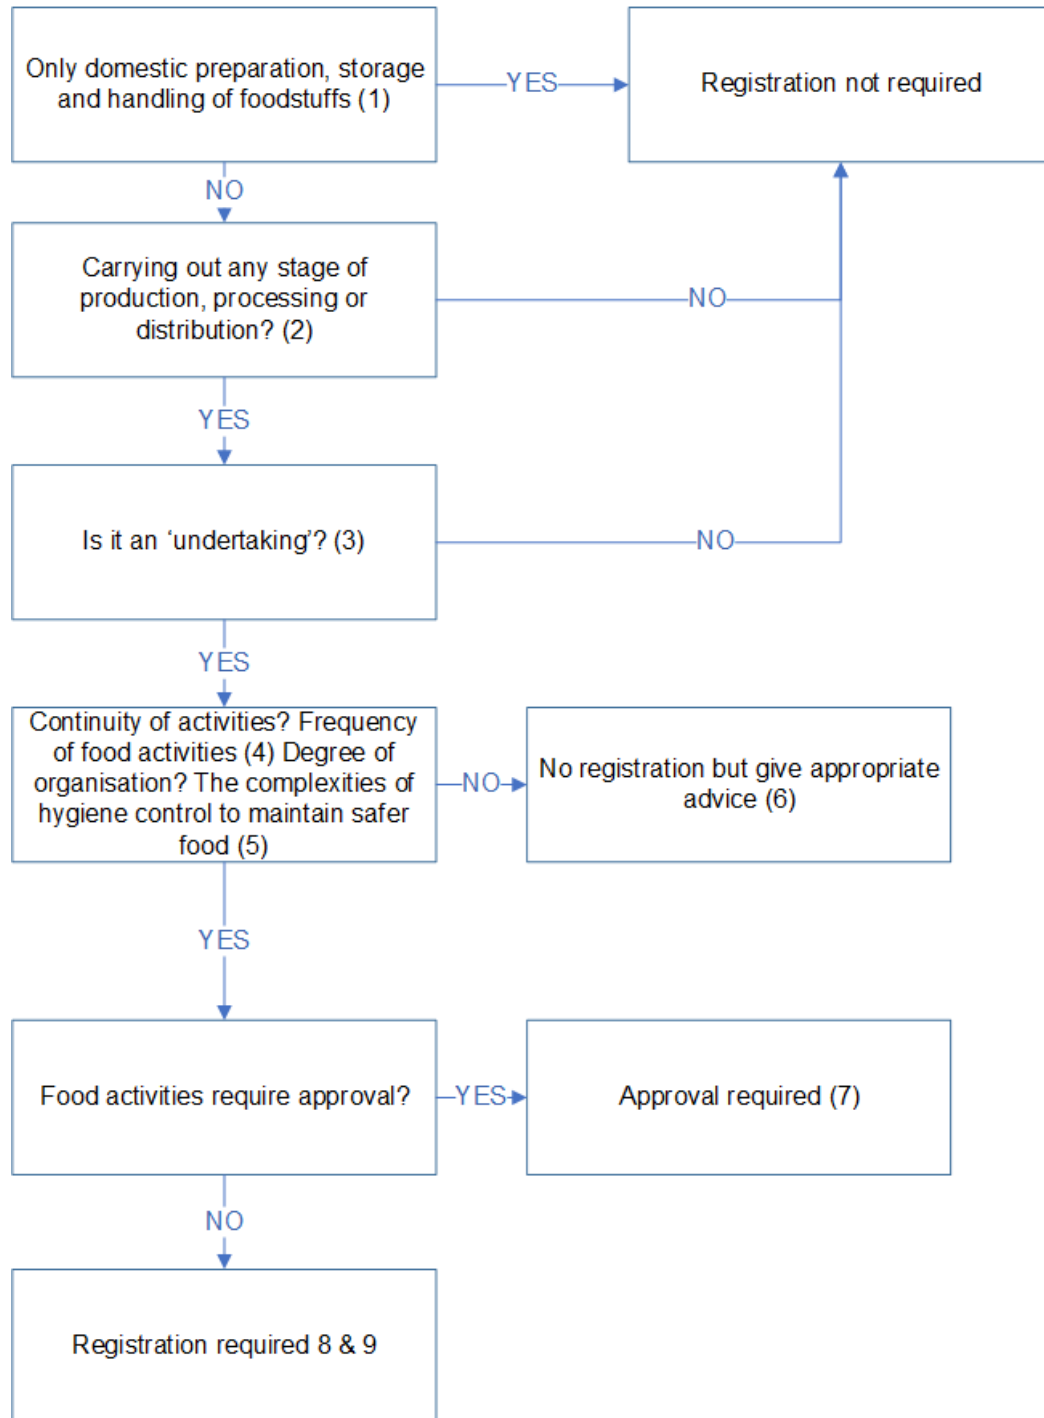 Only domestic preparation, storage
and handling of foodstuffs (1)
YES
Registration not required
NO
Carrying out any stage of
production, processing or
distribution? (2)
NO
YES
Is it an ‘undertaking’? (3)
NO
YES
Continuity of activities? Frequency
of food activities (4) Degree of
organisation? The complexities of
hygiene control to maintain safer
food (5)
NO
No registration but give appropriate
advice (6)
YES
Food activities require approval?
YES
Approval required (7)
NO
Registration required 8 & 9